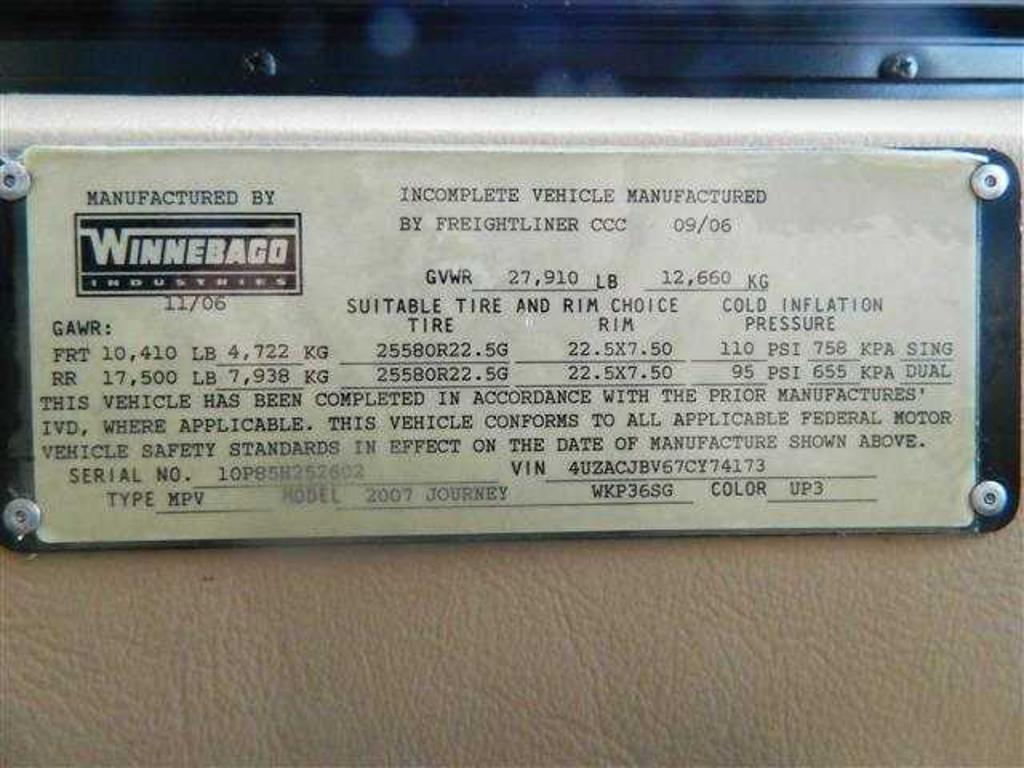 MANUFACTURED BY
WINNEBAGO
INDUSTRIES
11/06
INCOMPLETE VEHICLE MANUFACTURED
BY FREIGHTLINER CCC 09/06
GVWR 27,910 LB 12,660 KG
SUITABLE TIRE AND RIM CHOICE COLD INFLATION
GAWR: TIRE RIM PRESSURE
FRT 10,410 LB 4,722 KG 25580R22.5G 22.5X7.50 110 PSI 758 KPA SING
RR 17,500 LB 7,938 KG 25580R22.5G 22.5X7.50 95 PSI 655 KPA DUAL
THIS VEHICLE HAS BEEN COMPLETED IN ACCORDANCE WITH THE PRIOR MANUFACTURES'
IVD, WHERE APPLICABLE. THIS VEHICLE CONFORMS TO ALL APPLICABLE FEDERAL MOTOR
VEHICLE SAFETY STANDARDS IN EFFECT ON THE DATE OF MANUFACTURE SHOWN ABOVE.
SERIAL NO. 10P85H252602 VIN 4UZACJBV67CY74173
TYPE MPV MODEL 2007 JOURNEY WKP36SG COLOR UP3